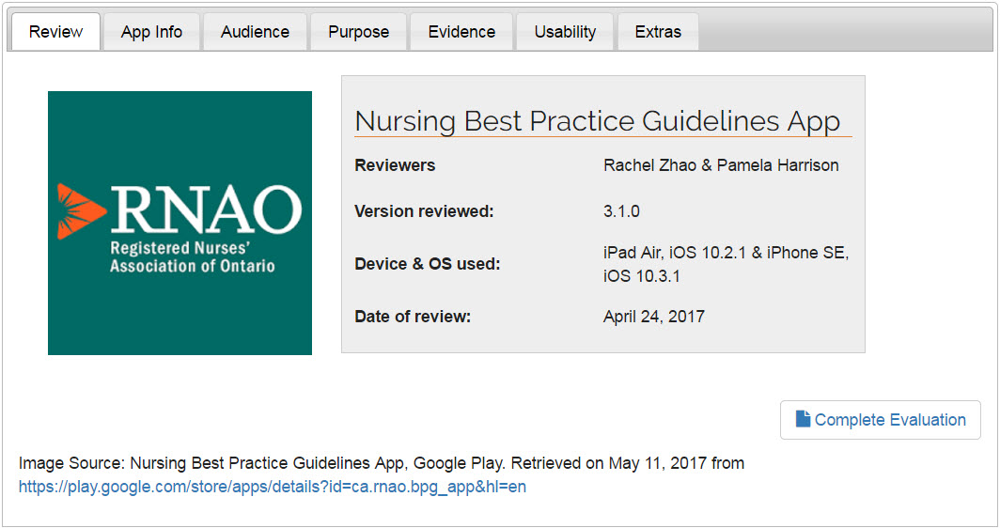 Review App Info Audience Purpose Evidence Usability Extras
RNAO
Registered Nurses'
Association of Ontario
Nursing Best Practice Guidelines App
Reviewers Rachel Zhao & Pamela Harrison
Version reviewed: 3.1.0
Device & OS used: iPad Air, iOS 10.2.1 & iPhone SE,
iOS 10.3.1
Date of review: April 24, 2017
Complete Evaluation
Image Source: Nursing Best Practice Guidelines App, Google Play. Retrieved on May 11, 2017 from
https://play.google.com/store/apps/details?id=ca.rnao.bpg_app&hl=en